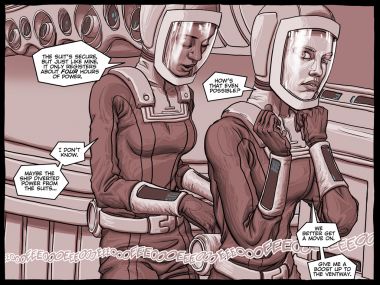 THE SUIT'S SECURE,
BUT JUST LIKE MINE,
IT ONLY REGISTERS
ABOUT FOUR HOURS
OF POWER.
HOW'S
THAT EVEN
POSSIBLE?
I DON'T
KNOW.
MAYBE THE
SHIP DIVERTED
POWER FROM
THE SUITS...
WE
BETTER GET
A MOVE ON.
GIVE ME A
BOOST UP TO
THE VENTWAY.